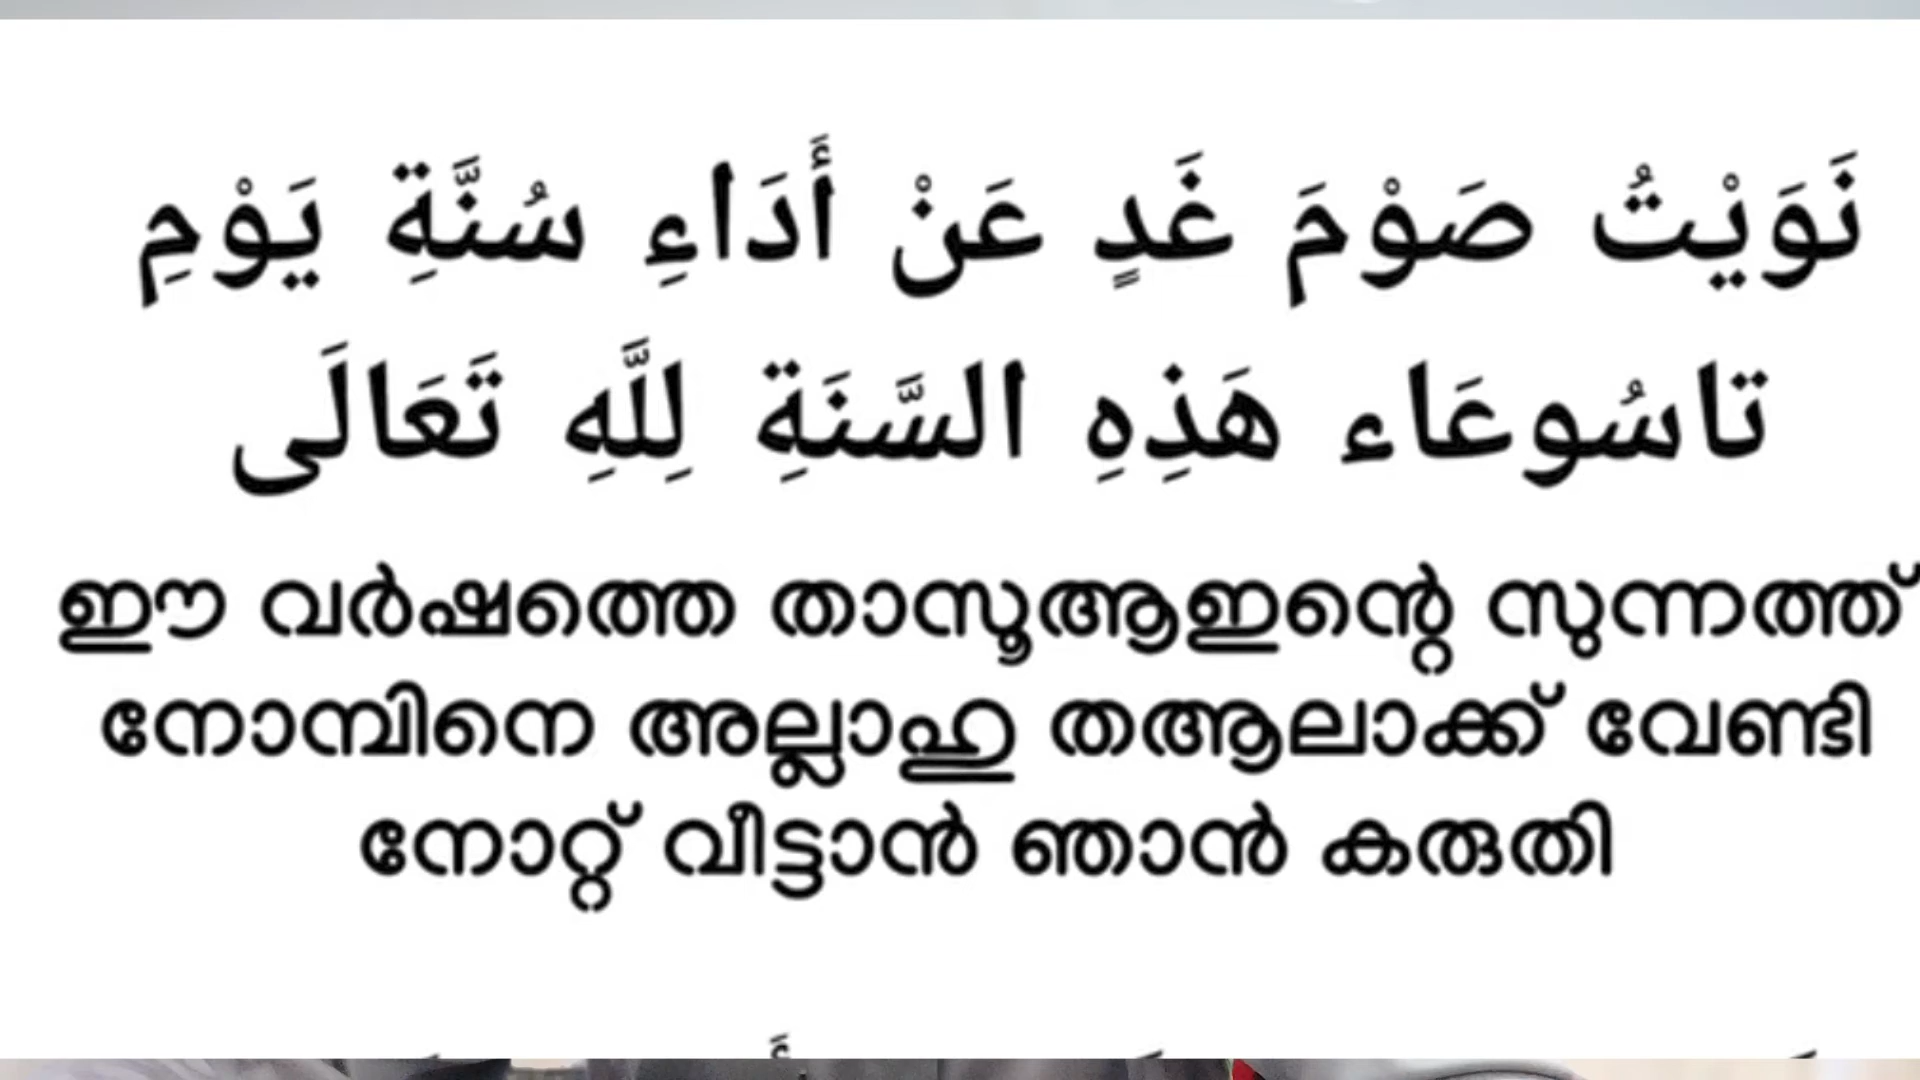 نَوَيْتُ صَوْمَ غَدٍ عَنْ أَدَاءِ سُنَّةِ يَوْمِ
تاسُوعَاء هَذِهِ السَّنَةِ لِلَّهِ تَعَالَى
ഈ വർഷത്തെ താസൂആഇന്റെ സുന്നത്ത്
നോമ്പിനെ അല്ലാഹു തആലാക്ക് വേണ്ടി
നോറ്റ് വീട്ടാൻ ഞാൻ കരുതി